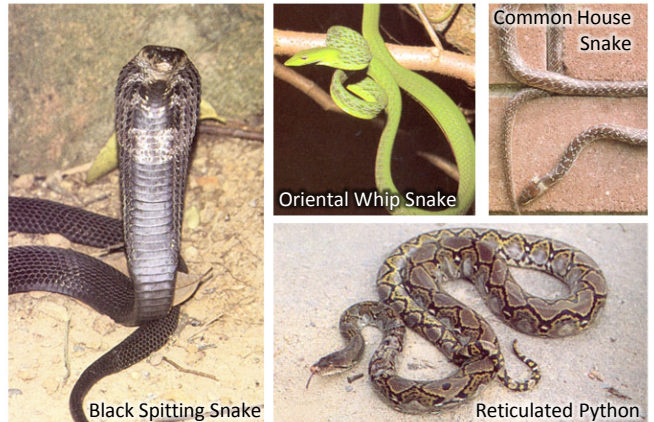 Common House
Snake
Oriental Whip Snake
Black Spitting Snake
Reticulated Python